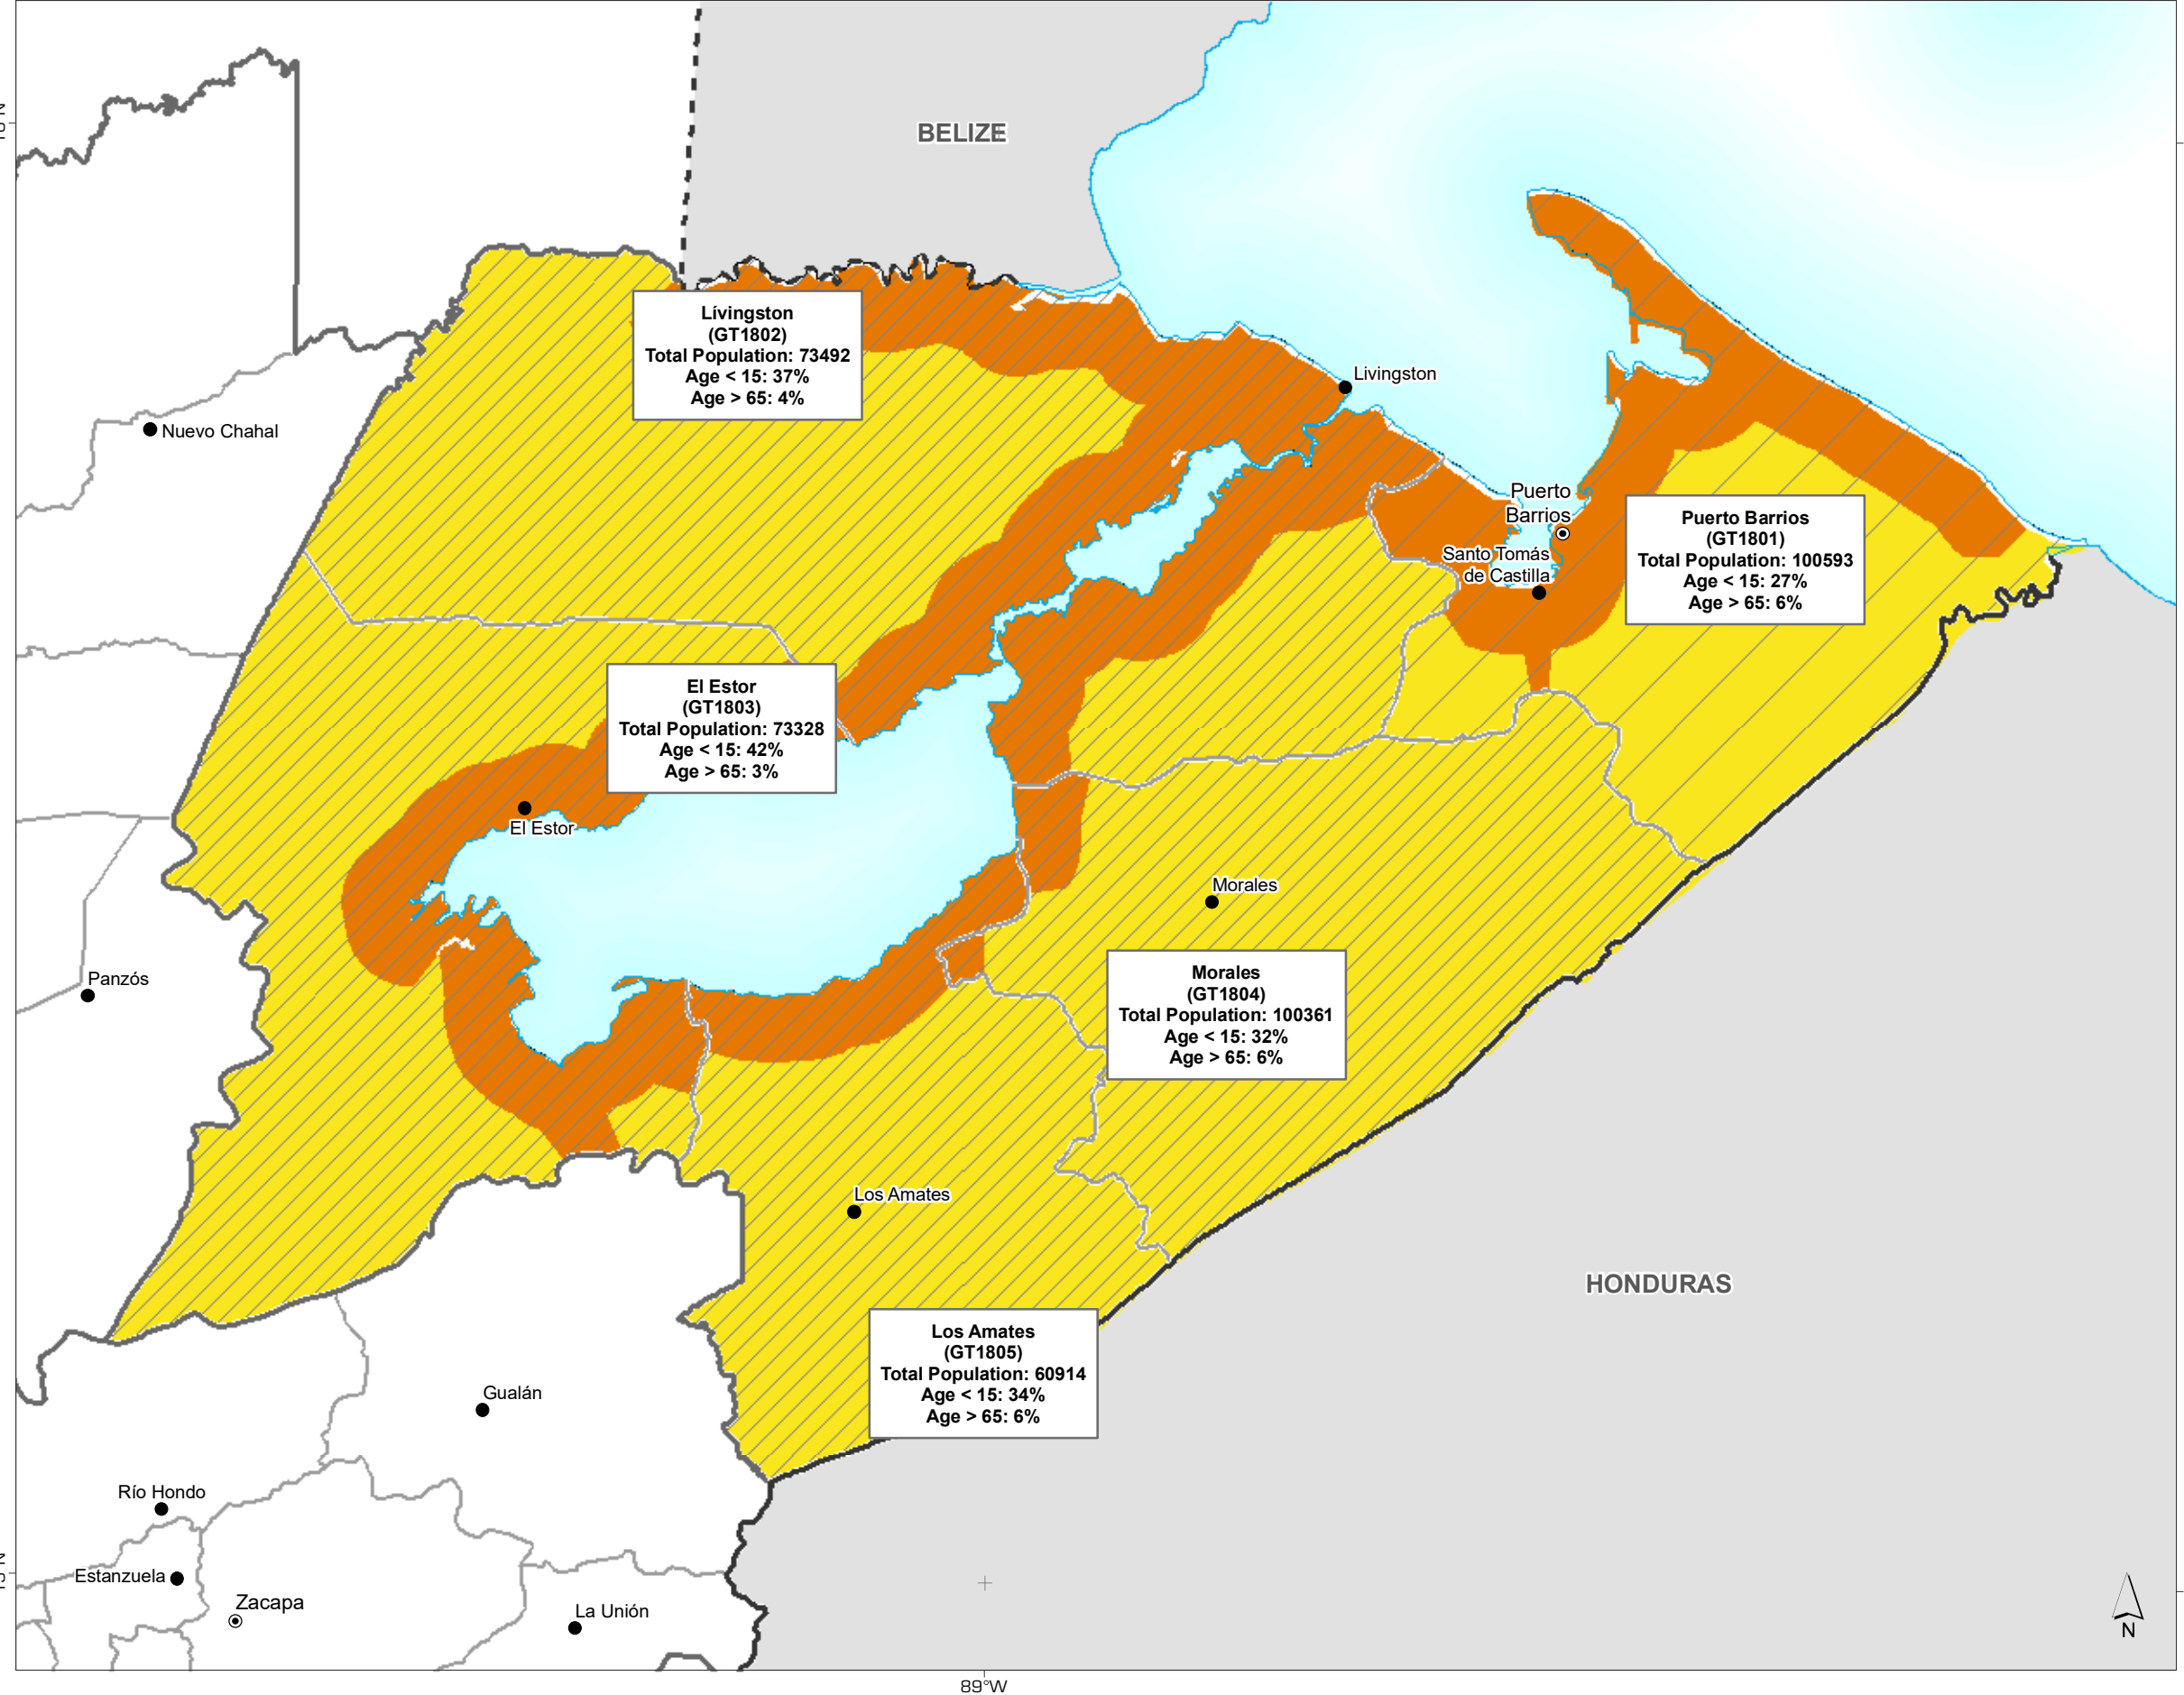 BELIZE
Lívingston
(GT1802)
Total Population: 73492
Age < 15: 37%
Age > 65: 4%
Livingston
Nuevo Chahal
Puerto
Barrios
Santo Tomás
de Castilla
Puerto Barrios
(GT1801)
Total Population: 100593
Age < 15: 27%
Age > 65: 6%
El Estor
(GT1803)
Total Population: 73328
Age < 15: 42%
Age > 65: 3%
El Estor
Morales
Panzós
Morales
(GT1804)
Total Population: 100361
Age < 15: 32%
Age > 65: 6%
Los Amates
HONDURAS
Los Amates
(GT1805)
Total Population: 60914
Age < 15: 34%
Age > 65: 6%
Gualán
Río Hondo
Estanzuela
Zacapa
La Unión
N
89°W